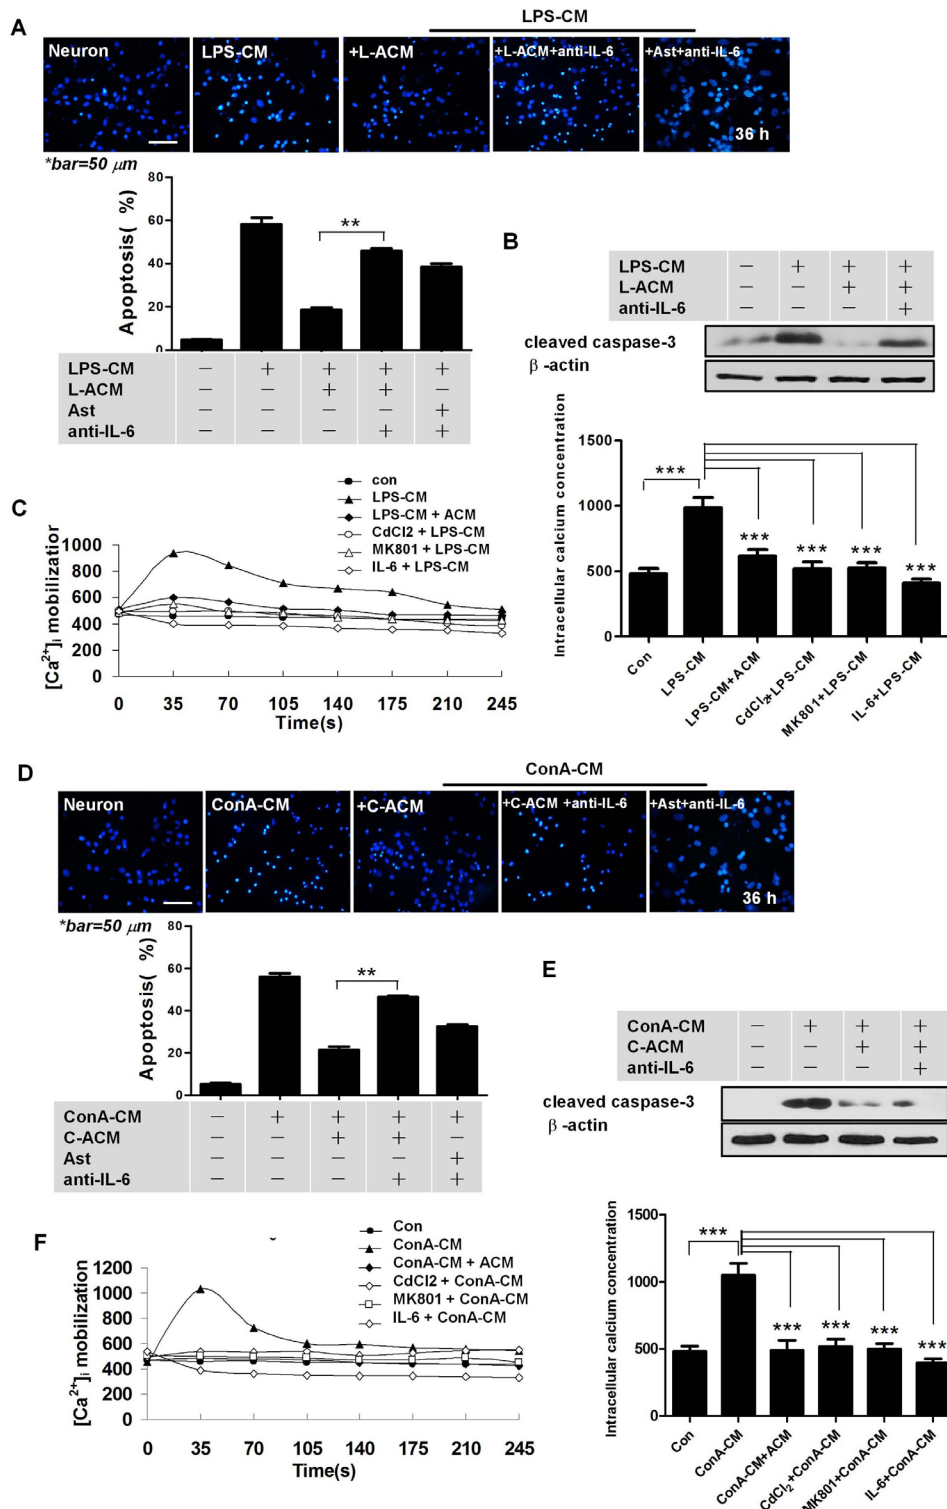 A
LPS-CM
Neuron LPS-CM +L-ACM +L-ACM+anti-IL-6 +Ast+anti-IL-6
36 h
*bar=50 μm
Apoptosis( %)
80
60
40
20
0
**
LPS-CM − + + + +
L-ACM − − + + −
Ast − − − − +
anti-IL-6 − − − + +
B
LPS-CM − + + +
L-ACM − − + +
anti-IL-6 +
cleaved caspase-3
β -actin
C
con
LPS-CM
LPS-CM + ACM
CdCl2 + LPS-CM
MK801 + LPS-CM
IL-6 + LPS-CM
[Ca2+]i mobilizatior
1000
800
600
400
200
0
0 35 70 105 140 175 210 245
Time(s)
Intracellular calcium concentration
1500
1000
500
0
*** *** *** *** ***
Con LPS-CM LPS-CM+ACM CdCl2+LPS-CM MK801+LPS-CM IL-6+LPS-CM
D
ConA-CM
Neuron ConA-CM +C-ACM +C-ACM +anti-IL-6 +Ast+anti-IL-6
36 h
*bar=50 μm
Apoptosis( %)
80
60
40
20
0
**
ConA-CM − + + + +
C-ACM − − + + −
Ast − − − − +
anti-IL-6 − − − + +
E
ConA-CM − + + +
C-ACM − − + +
anti-IL-6 +
cleaved caspase-3
β -actin
F
Con
ConA-CM
ConA-CM + ACM
CdCl2 + ConA-CM
MK801 + ConA-CM
IL-6 + ConA-CM
[Ca2+]i mobilization
1200
1000
800
600
400
200
0
0 35 70 105 140 175 210 245
Time(s)
Intracellular calcium concentration
1500
1000
500
0
*** *** *** *** ***
Con ConA-CM ConA-CM+ACM CdCl2+ConA-CM MK801+ConA-CM IL-6+ConA-CM